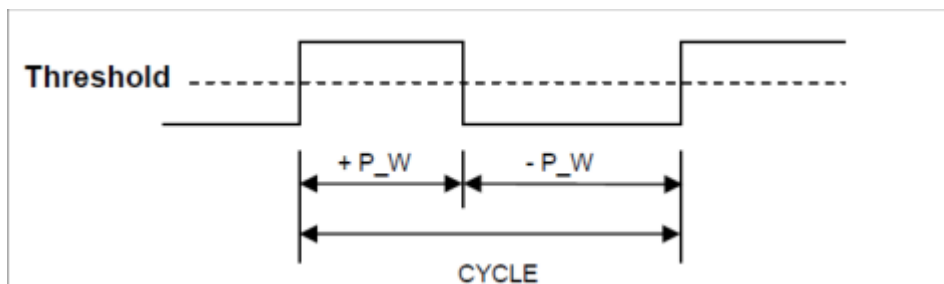 Threshold
+ P_W
- P_W
CYCLE